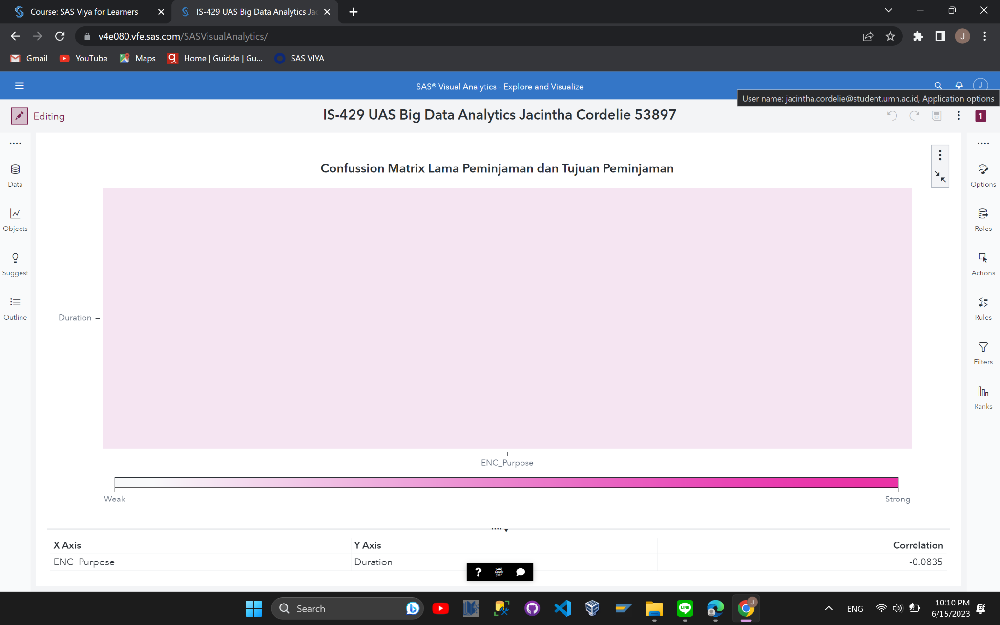 Course: SAS Viya for Learners
IS-429 UAS Big Data Analytics Jac
v4e080.vfe.sas.com/SASVisualAnalytics/
J
Gmail
YouTube
Maps
g.
Home | Guidde | Gu...
SAS VIYA
SAS® Visual Analytics - Explore and Visualize
J
User name: jacintha.cordelie@student.umn.ac.id, Application options
Editing
IS-429 UAS Big Data Analytics Jacintha Cordelie 53897
1
Data
Objects
Suggest
Outline
Confussion Matrix Lama Peminjaman dan Tujuan Peminjaman
Duration
ENC_Purpose
Weak
Strong
X Axis
Y Axis
Correlation
ENC_Purpose
Duration
-0.0835
Options
Roles
Actions
Rules
Filters
Ranks
?
Search
LINE
J
ENG
10:10 PM
6/15/2023